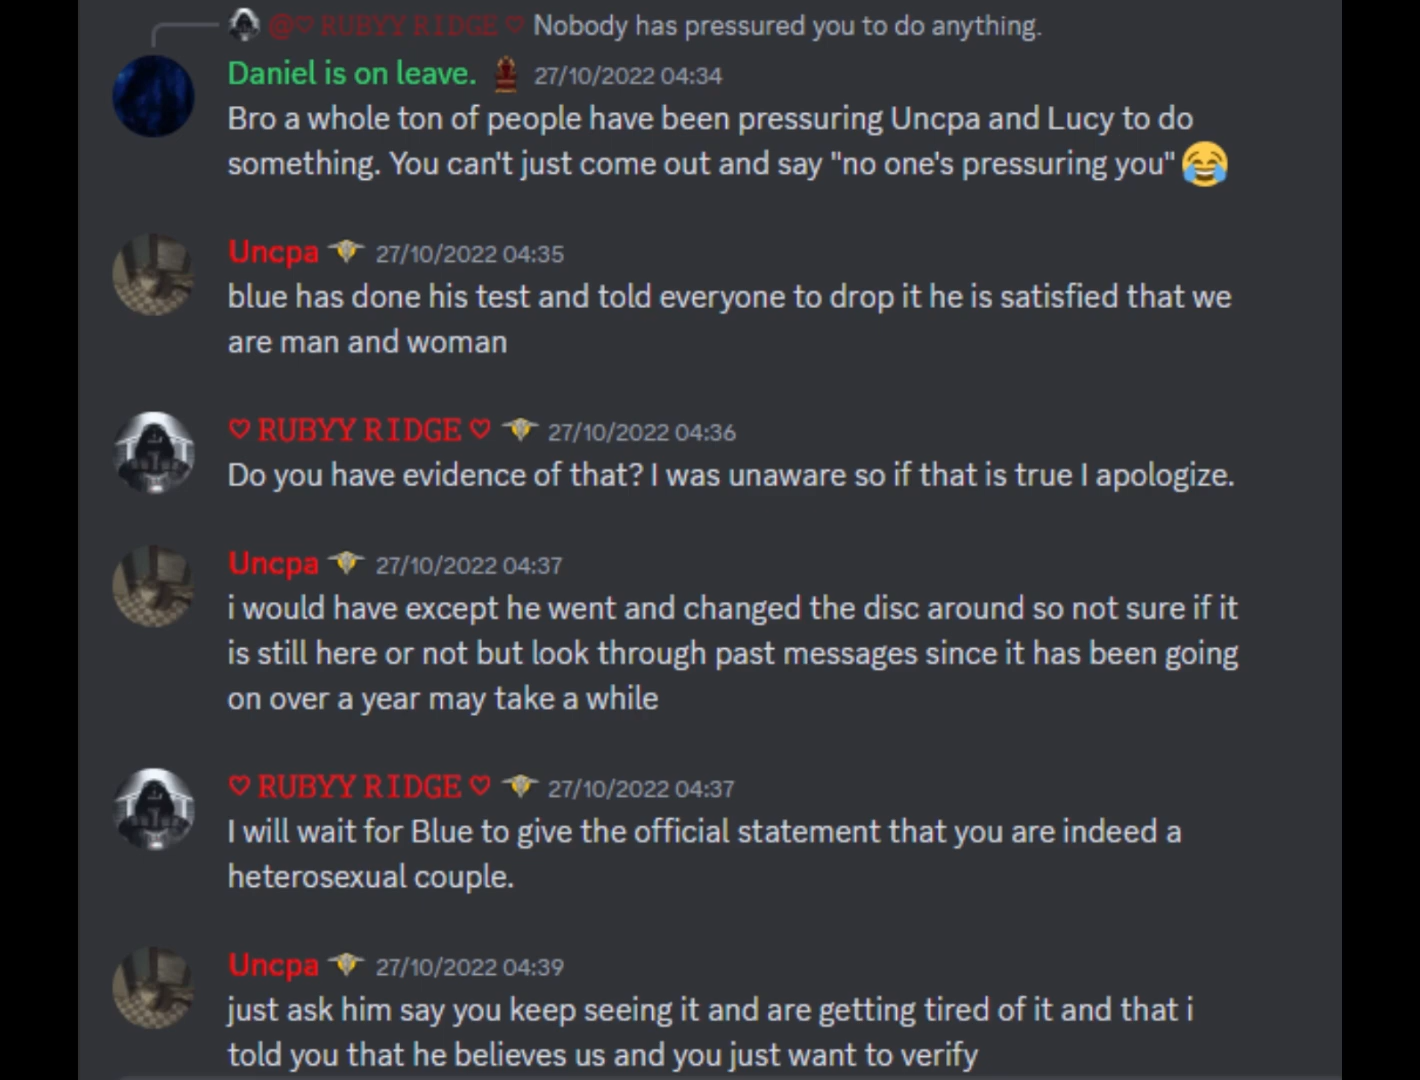 @♡ RUBYY RIDGE ♡ Nobody has pressured you to do anything.
Daniel is on leave. 27/10/2022 04:34
Bro a whole ton of people have been pressuring Uncpa and Lucy to do
something. You can't just come out and say "no one's pressuring you" 😂
Uncpa 27/10/2022 04:35
blue has done his test and told everyone to drop it he is satisfied that we
are man and woman
♡ RUBYY RIDGE ♡ 27/10/2022 04:36
Do you have evidence of that? I was unaware so if that is true I apologize.
Uncpa 27/10/2022 04:37
i would have except he went and changed the disc around so not sure if it
is still here or not but look through past messages since it has been going
on over a year may take a while
♡ RUBYY RIDGE ♡ 27/10/2022 04:37
I will wait for Blue to give the official statement that you are indeed a
heterosexual couple.
Uncpa 27/10/2022 04:39
just ask him say you keep seeing it and are getting tired of it and that i
told you that he believes us and you just want to verify